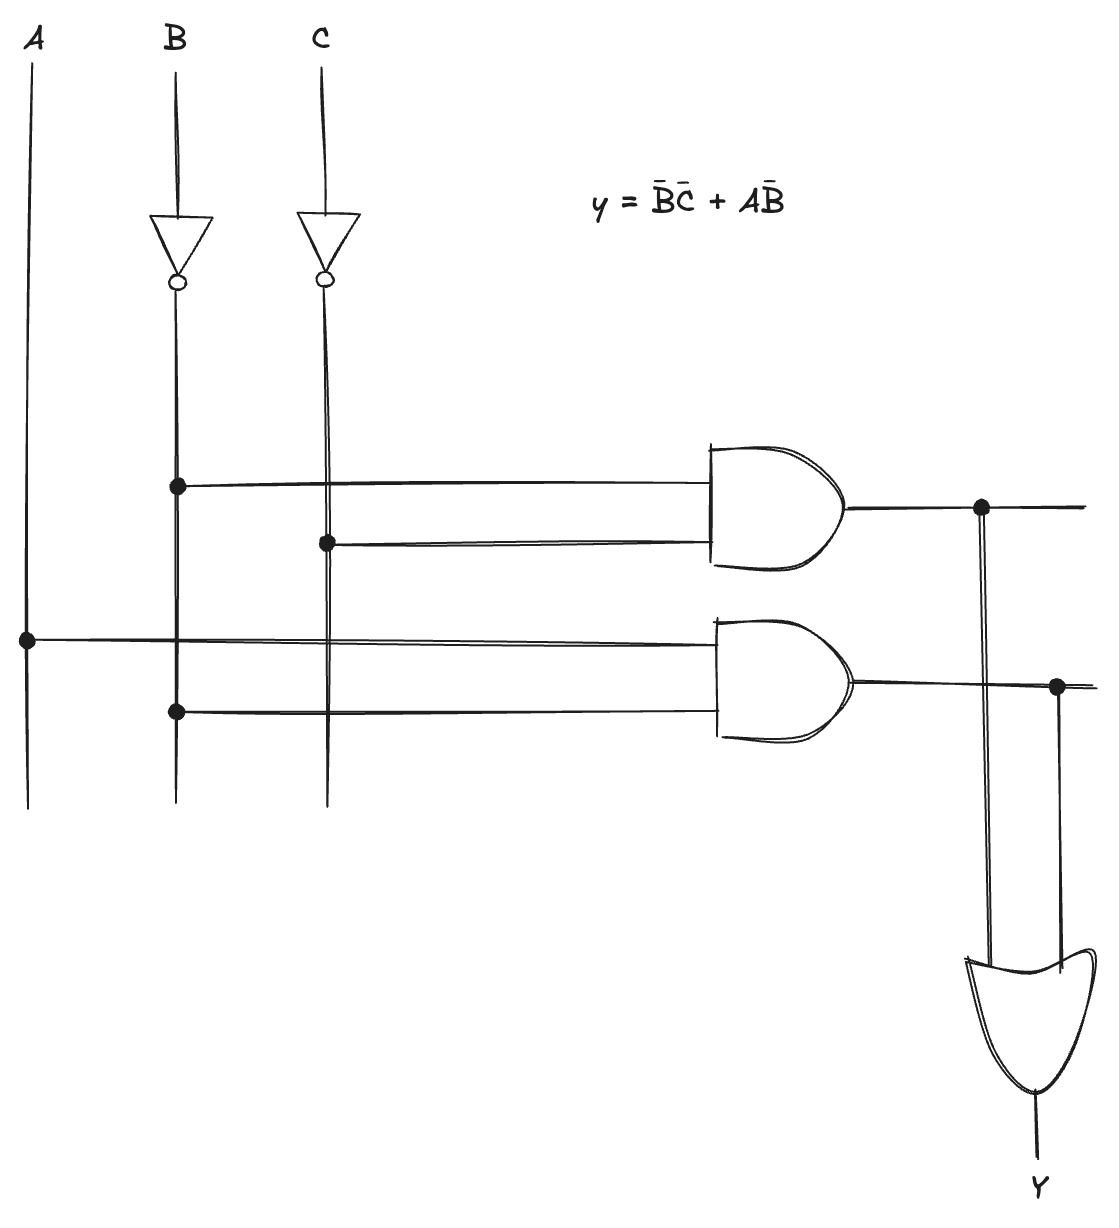 A B C
y = B̄C̄ + AB̄
Y